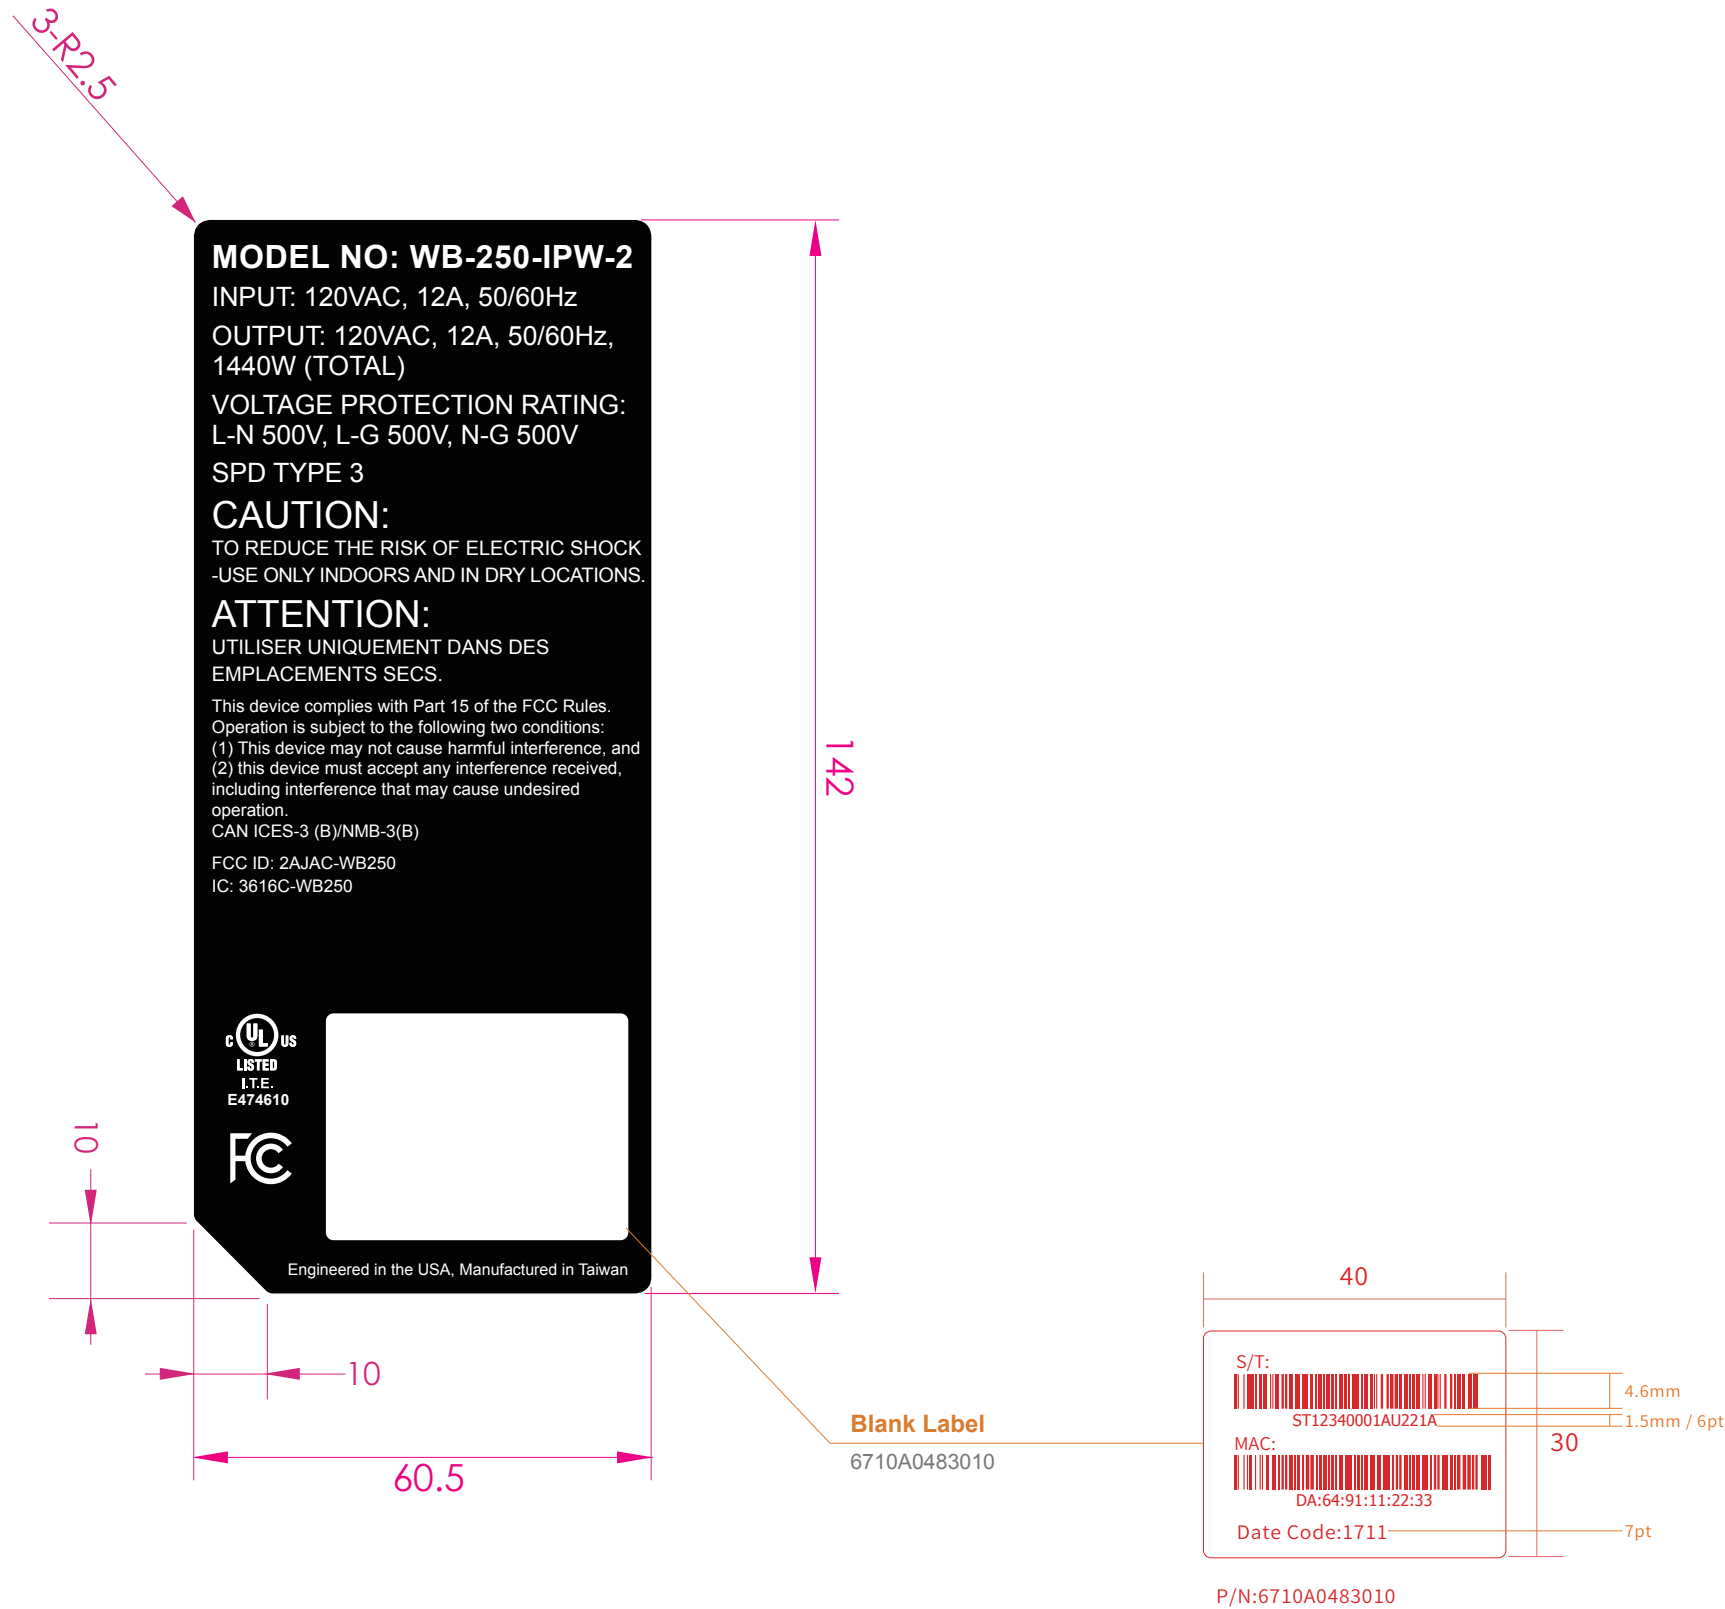 3-R2.5
MODEL NO: WB-250-IPW-2
INPUT: 120VAC, 12A, 50/60Hz
OUTPUT: 120VAC, 12A, 50/60Hz,
1440W (TOTAL)
VOLTAGE PROTECTION RATING:
L-N 500V, L-G 500V, N-G 500V
SPD TYPE 3
CAUTION:
TO REDUCE THE RISK OF ELECTRIC SHOCK
-USE ONLY INDOORS AND IN DRY LOCATIONS.
ATTENTION:
UTILISER UNIQUEMENT DANS DES
EMPLACEMENTS SECS.
This device complies with Part 15 of the FCC Rules.
Operation is subject to the following two conditions:
(1) This device may not cause harmful interference, and
(2) this device must accept any interference received,
including interference that may cause undesired
operation.
CAN ICES-3 (B)/NMB-3(B)
FCC ID: 2AJAC-WB250
IC: 3616C-WB250
C UL ® US
LISTED
I.T.E.
E474610
FC
Engineered in the USA, Manufactured in Taiwan
142
10
10
60.5
Blank Label
6710A0483010
40
30
S/T:
ST12340001AU221A
MAC:
DA:64:91:11:22:33
Date Code:1711
4.6mm
1.5mm / 6pt
7pt
P/N:6710A0483010